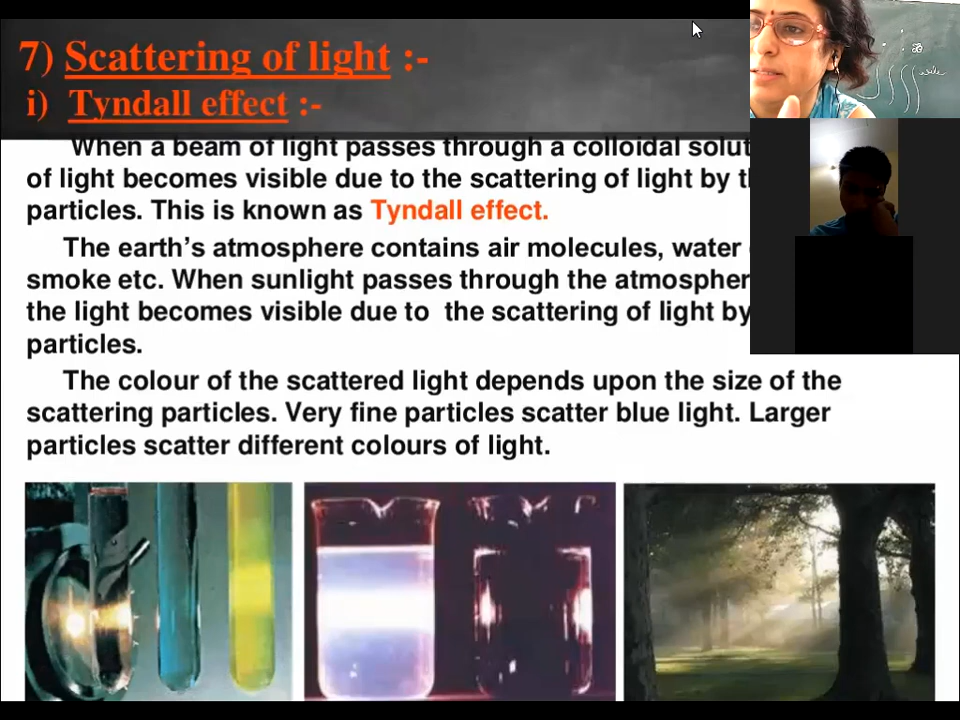 7) Scattering of light :-
i) Tyndall effect :-
When a beam of light passes through a colloidal
of light becomes visible due to the scattering of light by
particles. This is known as Tyndall effect.
The earth’s atmosphere contains air molecules, water
smoke etc. When sunlight passes through the
the light becomes visible due to the scattering of light by
particles.
The colour of the scattered light depends upon the size of the
scattering particles. Very fine particles scatter blue light. Larger
particles scatter different colours of light.